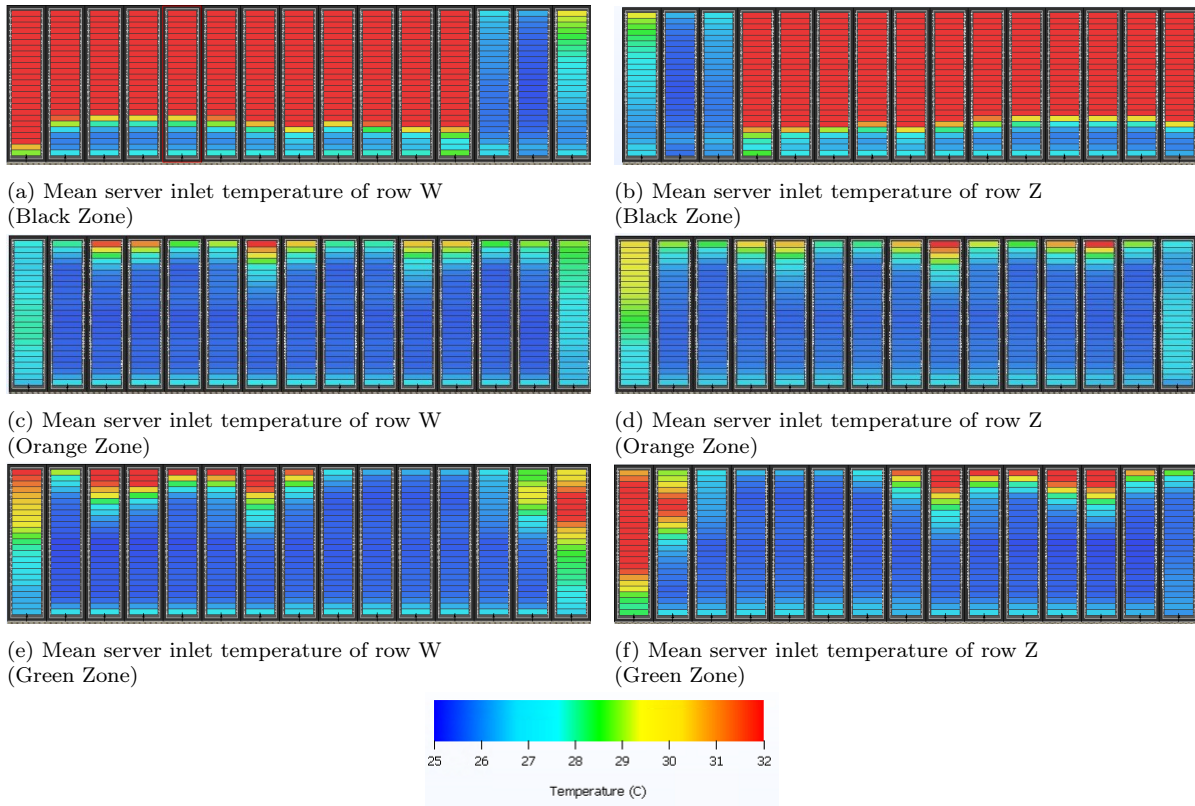 (a) Mean server inlet temperature of row W
(Black Zone)
(b) Mean server inlet temperature of row Z
(Black Zone)
(c) Mean server inlet temperature of row W
(Orange Zone)
(d) Mean server inlet temperature of row Z
(Orange Zone)
(e) Mean server inlet temperature of row W
(Green Zone)
(f) Mean server inlet temperature of row Z
(Green Zone)
25 26 27 28 29 30 31 32
Temperature (C)